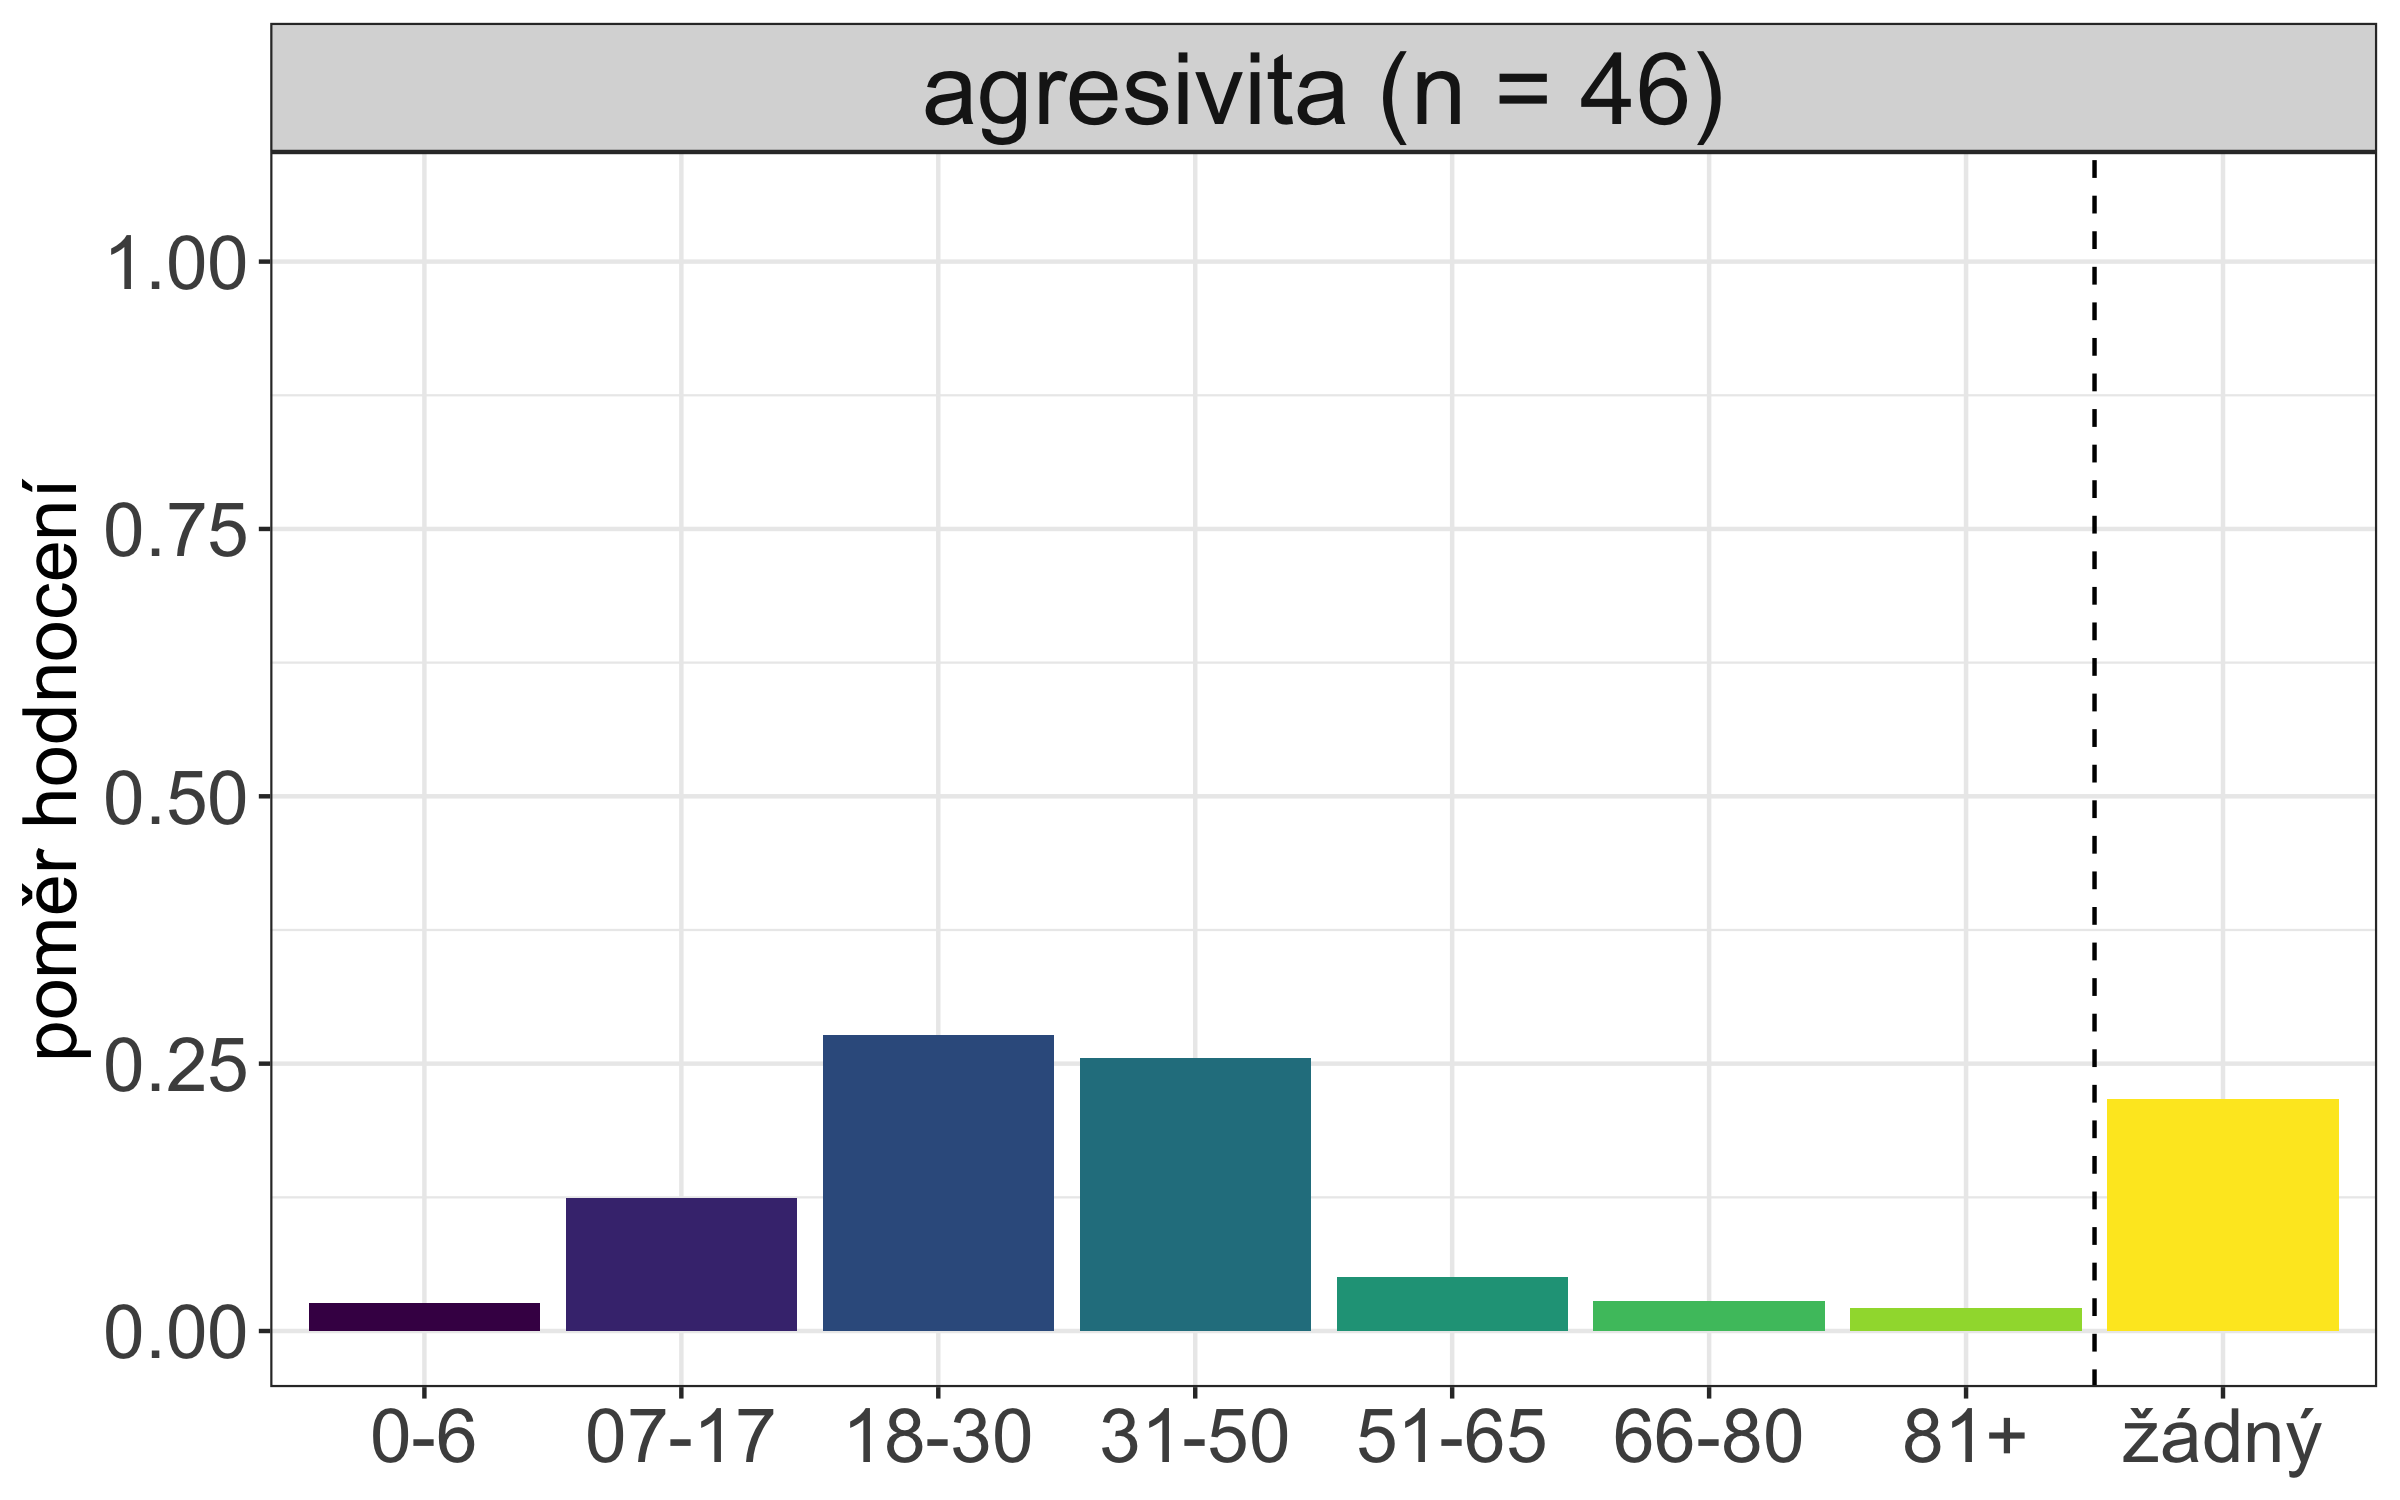 agresivita (n = 46)
poměr hodnocení
1.00
0.75
0.50
0.25
0.00
0-6 07-17 18-30 31-50 51-65 66-80 81+ žádný